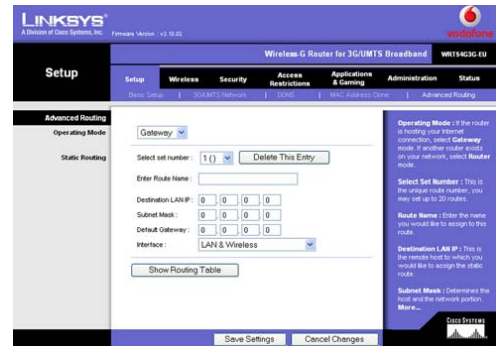 LINKSYS®
A Division of Cisco Systems, Inc.
Firmware Version : v2.10.02
vodafone
Wireless-G Router for 3G/UMTS Broadband
WRT54G3G-EU
Setup
Setup
Wireless
Security
Access Restrictions
Applications & Gaming
Administration
Status
Basic Setup
3G/UMTS Network
DDNS
MAC Address Clone
Advanced Routing
Advanced Routing
Operating Mode
Gateway
Static Routing
Select set number :
1 ()
Delete This Entry
Enter Route Name :
Destination LAN IP :
0 . 0 . 0 . 0
Subnet Mask :
0 . 0 . 0 . 0
Default Gateway :
0 . 0 . 0 . 0
Interface :
LAN & Wireless
Show Routing Table
Save Settings
Cancel Changes
Operating Mode : If the router
is hosting your Internet
connection, select Gateway
mode. If another router exists
on your network, select Router
mode.
Select Set Number : This is
the unique route number, you
may set up to 20 routes.
Route Name : Enter the name
you would like to assign to this
route.
Destination LAN IP : This is
the remote host to which you
would like to assign the static
route.
Subnet Mask : Determines the
host and the network portion.
More...
CISCO SYSTEMS